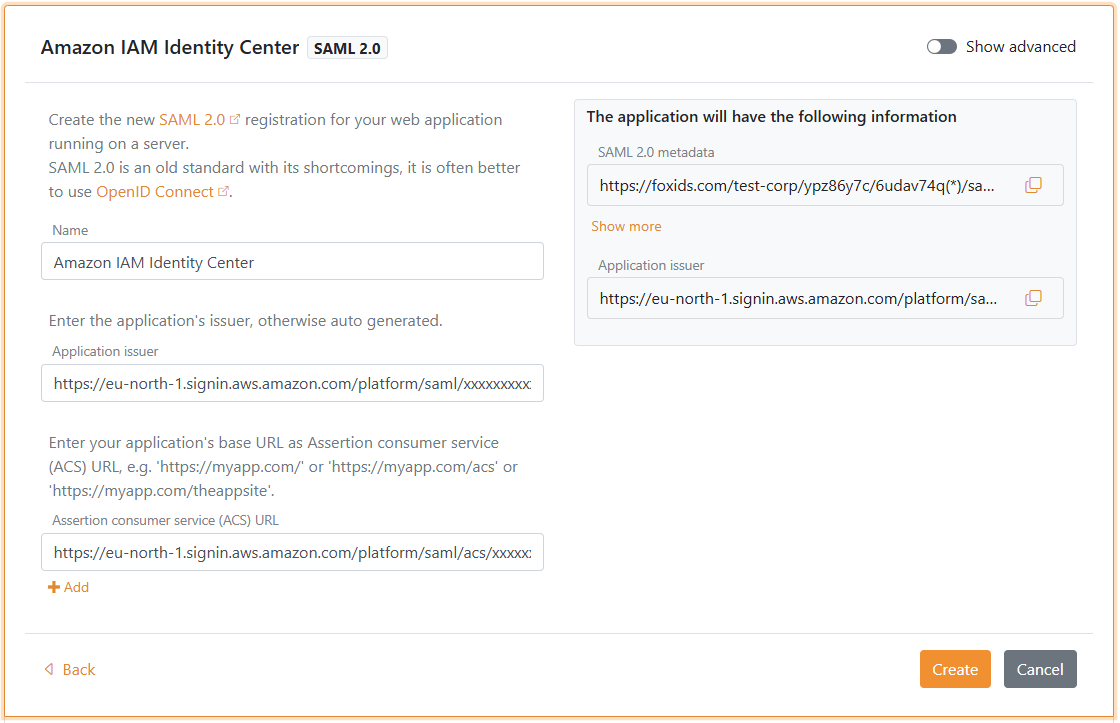 Amazon IAM Identity Center SAML 2.0
Show advanced
Create the new SAML 2.0 registration for your web application
running on a server.
SAML 2.0 is an old standard with its shortcomings, it is often better
to use OpenID Connect.
Name
Amazon IAM Identity Center
Enter the application's issuer, otherwise auto generated.
Application issuer
https://eu-north-1.signin.aws.amazon.com/platform/saml/xxxxxxxxx
Enter your application's base URL as Assertion consumer service
(ACS) URL, e.g. 'https://myapp.com/' or 'https://myapp.com/acs' or
'https://myapp.com/theappsite'.
Assertion consumer service (ACS) URL
https://eu-north-1.signin.aws.amazon.com/platform/saml/acs/xxxxx
Add
The application will have the following information
SAML 2.0 metadata
https://foxids.com/test-corp/ypz86y7c/6udav74q(*)/sa...
Show more
Application issuer
https://eu-north-1.signin.aws.amazon.com/platform/sa...
Back
Create
Cancel